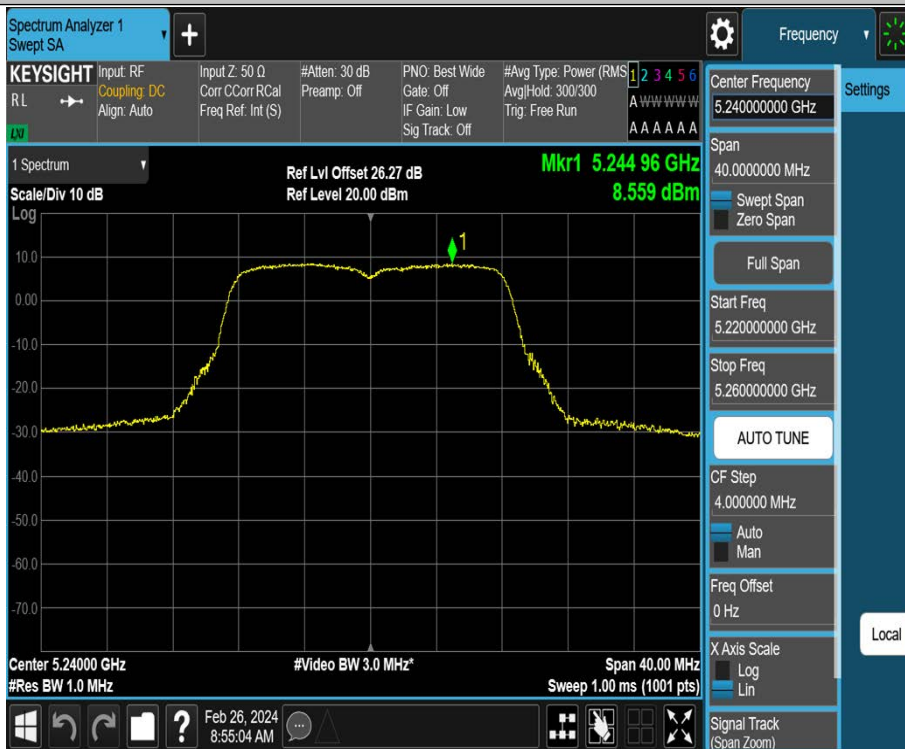 Spectrum Analyzer 1
Swept SA
+
Frequency
KEYSIGHT
RL
LXI
Input: RF
Coupling: DC
Align: Auto
Input Z: 50 Ω
Corr CCorr RCal
Freq Ref: Int (S)
#Atten: 30 dB
Preamp: Off
PNO: Best Wide
Gate: Off
IF Gain: Low
Sig Track: Off
#Avg Type: Power (RMS
Avg|Hold: 300/300
Trig: Free Run
1 2 3 4 5 6
A W W W W W
A A A A A A
1 Spectrum
Scale/Div 10 dB
Log
Ref Lvl Offset 26.27 dB
Ref Level 20.00 dBm
Mkr1 5.244 96 GHz
8.559 dBm
1
10.0
0.00
-10.0
-20.0
-30.0
-40.0
-50.0
-60.0
-70.0
Center 5.24000 GHz
#Res BW 1.0 MHz
#Video BW 3.0 MHz*
Span 40.00 MHz
Sweep 1.00 ms (1001 pts)
?
Feb 26, 2024
8:55:04 AM
Center Frequency
5.240000000 GHz
Span
40.0000000 MHz
Swept Span
Zero Span
Full Span
Start Freq
5.220000000 GHz
Stop Freq
5.260000000 GHz
AUTO TUNE
CF Step
4.000000 MHz
Auto
Man
Freq Offset
0 Hz
X Axis Scale
Log
Lin
Signal Track
(Span Zoom)
Settings
Local